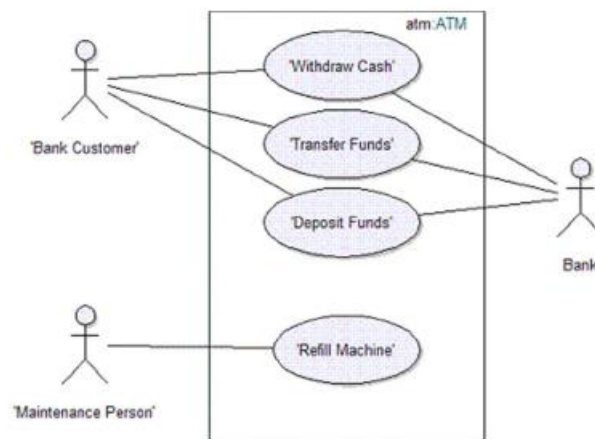 atm:ATM
'Withdraw Cash'
'Bank Customer'
'Transfer Funds'
'Deposit Funds'
Bank
'Refill Machine'
'Maintenance Person'